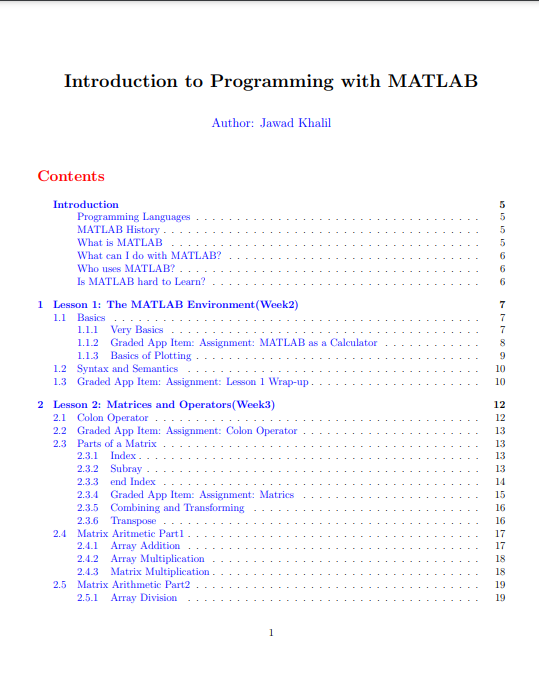 Introduction to Programming with MATLAB
Author: Jawad Khalil
Contents
Introduction 5
Programming Languages . . . . . . . . . . . . . . . . . . . . . . . . . . . . . . . . . . . 5
MATLAB History . . . . . . . . . . . . . . . . . . . . . . . . . . . . . . . . . . . . . . . 5
What is MATLAB . . . . . . . . . . . . . . . . . . . . . . . . . . . . . . . . . . . . . . 5
What can I do with MATLAB? . . . . . . . . . . . . . . . . . . . . . . . . . . . . . . . 6
Who uses MATLAB? . . . . . . . . . . . . . . . . . . . . . . . . . . . . . . . . . . . . . 6
Is MATLAB hard to Learn? . . . . . . . . . . . . . . . . . . . . . . . . . . . . . . . . . 6
1 Lesson 1: The MATLAB Environment(Week2) 7
1.1 Basics . . . . . . . . . . . . . . . . . . . . . . . . . . . . . . . . . . . . . . . . . . . 7
1.1.1 Very Basics . . . . . . . . . . . . . . . . . . . . . . . . . . . . . . . . . . . . . . 7
1.1.2 Graded App Item: Assignment: MATLAB as a Calculator . . . . . . . . . . . . 8
1.1.3 Basics of Plotting . . . . . . . . . . . . . . . . . . . . . . . . . . . . . . . . . . . 9
1.2 Syntax and Semantics . . . . . . . . . . . . . . . . . . . . . . . . . . . . . . . . . . 10
1.3 Graded App Item: Assignment: Lesson 1 Wrap-up . . . . . . . . . . . . . . . . . . . . . 10
2 Lesson 2: Matrices and Operators(Week3) 12
2.1 Colon Operator . . . . . . . . . . . . . . . . . . . . . . . . . . . . . . . . . . . . . . 12
2.2 Graded App Item: Assignment: Colon Operator . . . . . . . . . . . . . . . . . . . . . . 13
2.3 Parts of a Matrix . . . . . . . . . . . . . . . . . . . . . . . . . . . . . . . . . . . . . 13
2.3.1 Index . . . . . . . . . . . . . . . . . . . . . . . . . . . . . . . . . . . . . . . . . 13
2.3.2 Subray . . . . . . . . . . . . . . . . . . . . . . . . . . . . . . . . . . . . . . . . 13
2.3.3 end Index . . . . . . . . . . . . . . . . . . . . . . . . . . . . . . . . . . . . . . . 14
2.3.4 Graded App Item: Assignment: Matrics . . . . . . . . . . . . . . . . . . . . . . 15
2.3.5 Combining and Transforming . . . . . . . . . . . . . . . . . . . . . . . . . . . . 16
2.3.6 Transpose . . . . . . . . . . . . . . . . . . . . . . . . . . . . . . . . . . . . . . . 16
2.4 Matrix Aritmetic Part1 . . . . . . . . . . . . . . . . . . . . . . . . . . . . . . . . . . 17
2.4.1 Array Addition . . . . . . . . . . . . . . . . . . . . . . . . . . . . . . . . . . . . 17
2.4.2 Array Multiplication . . . . . . . . . . . . . . . . . . . . . . . . . . . . . . . . . 18
2.4.3 Matrix Multiplication . . . . . . . . . . . . . . . . . . . . . . . . . . . . . . . . . 18
2.5 Matrix Arithmetic Part2 . . . . . . . . . . . . . . . . . . . . . . . . . . . . . . . . . 19
2.5.1 Array Division . . . . . . . . . . . . . . . . . . . . . . . . . . . . . . . . . . . . 19
1